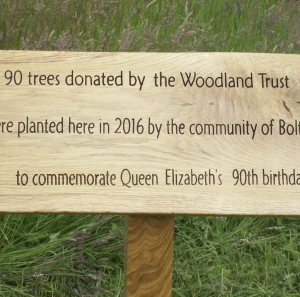 90 trees donated by the Woodland Trust
ere planted here in 2016 by the community of Bolt
to commemorate Queen Elizabeth's 90th birthda